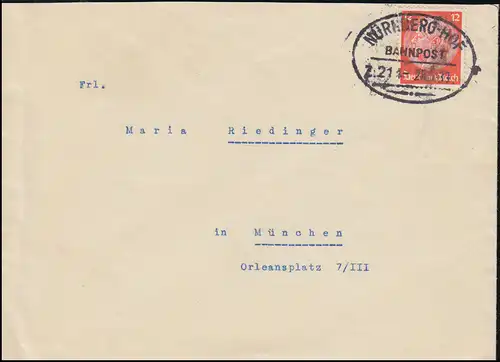 NÜRNBERG-HOF
12
BAHNPOST
Deutsches Reich
Frl.
Maria Riedinger
in München
Orleansplatz 7/III